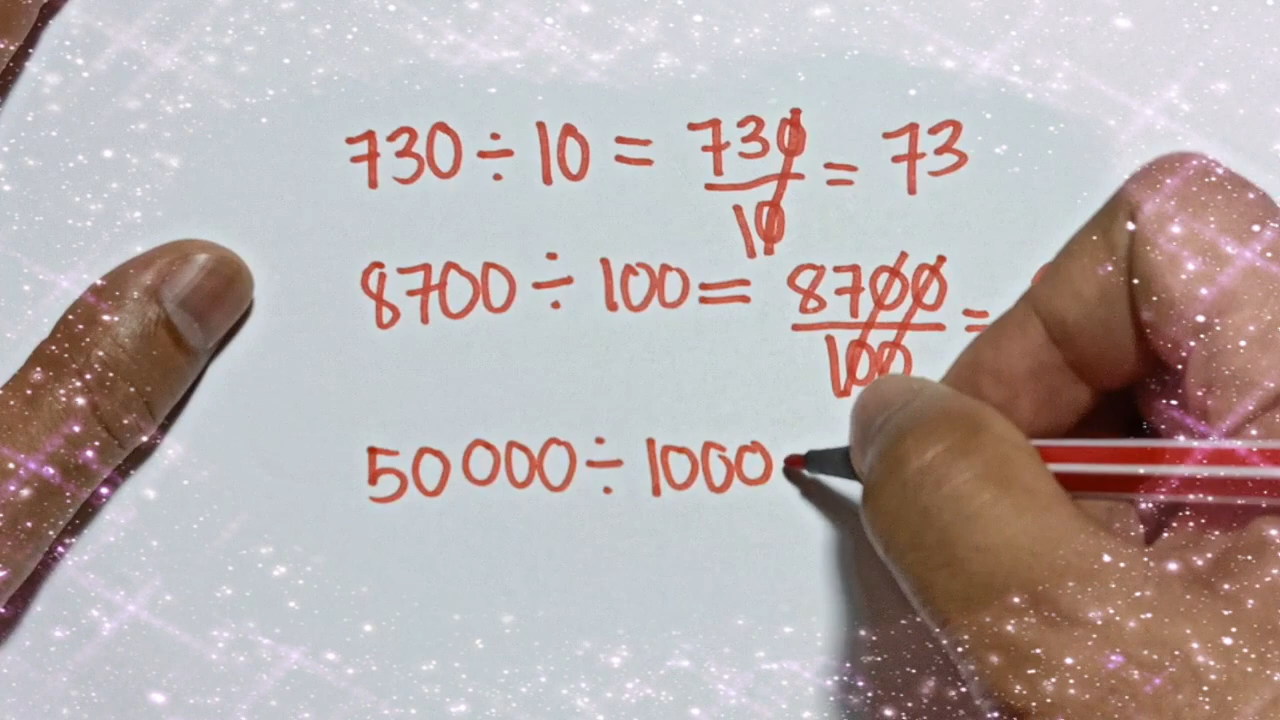 730 ÷ 10 = 730/10 = 73
8700 ÷ 100 = 8700/100 =
50000 ÷ 1000